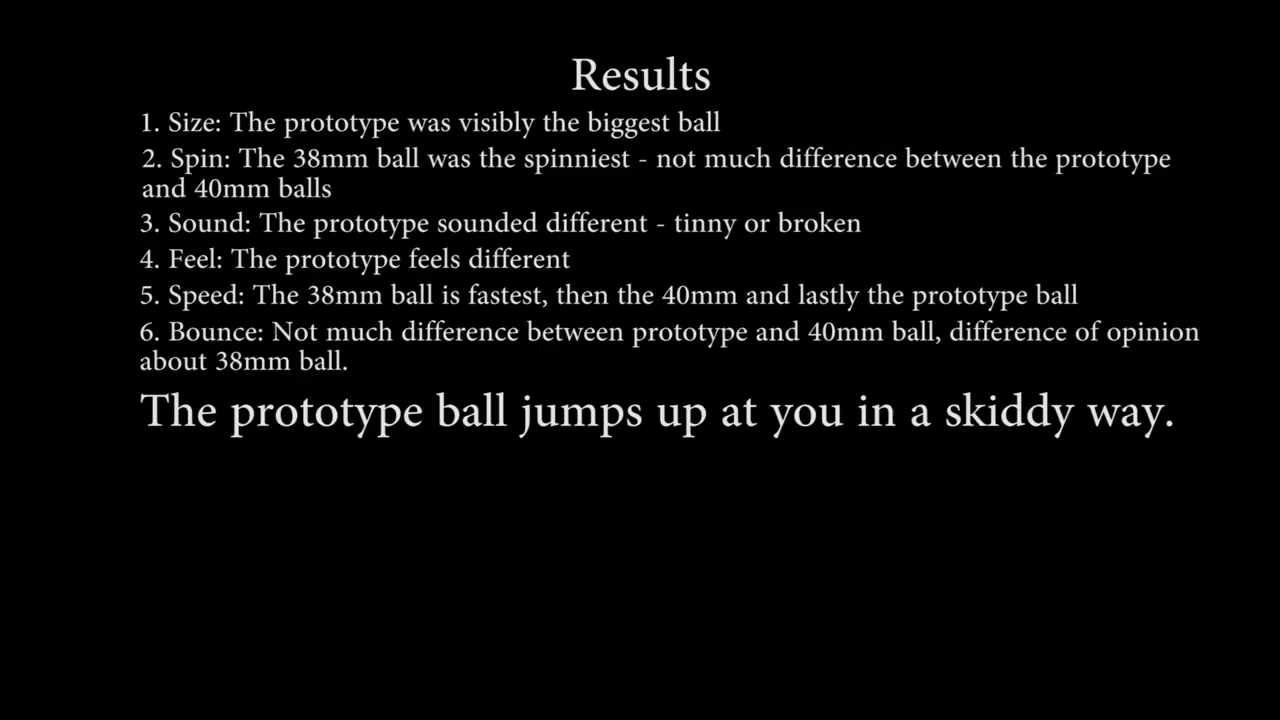 Results
1. Size: The prototype was visibly the biggest ball
2. Spin: The 38mm ball was the spinniest - not much difference between the prototype
and 40mm balls
3. Sound: The prototype sounded different - tinny or broken
4. Feel: The prototype feels different
5. Speed: The 38mm ball is fastest, then the 40mm and lastly the prototype ball
6. Bounce: Not much difference between prototype and 40mm ball, difference of opinion
about 38mm ball.
The prototype ball jumps up at you in a skiddy way.